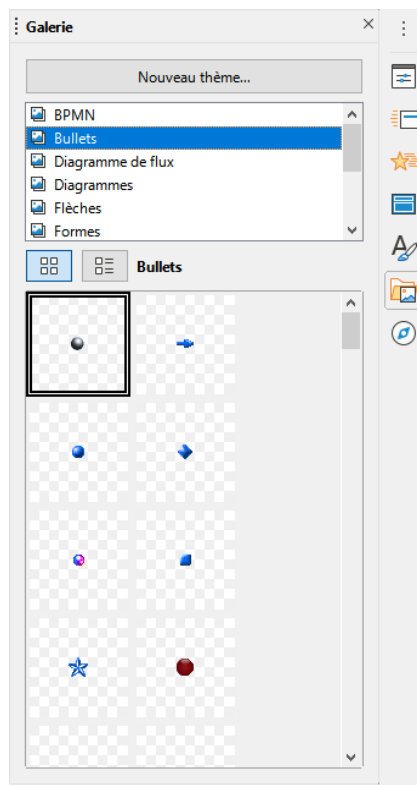 Galerie
Nouveau thème...
BPMN
Bullets
Diagramme de flux
Diagrammes
Flèches
Formes
Bullets